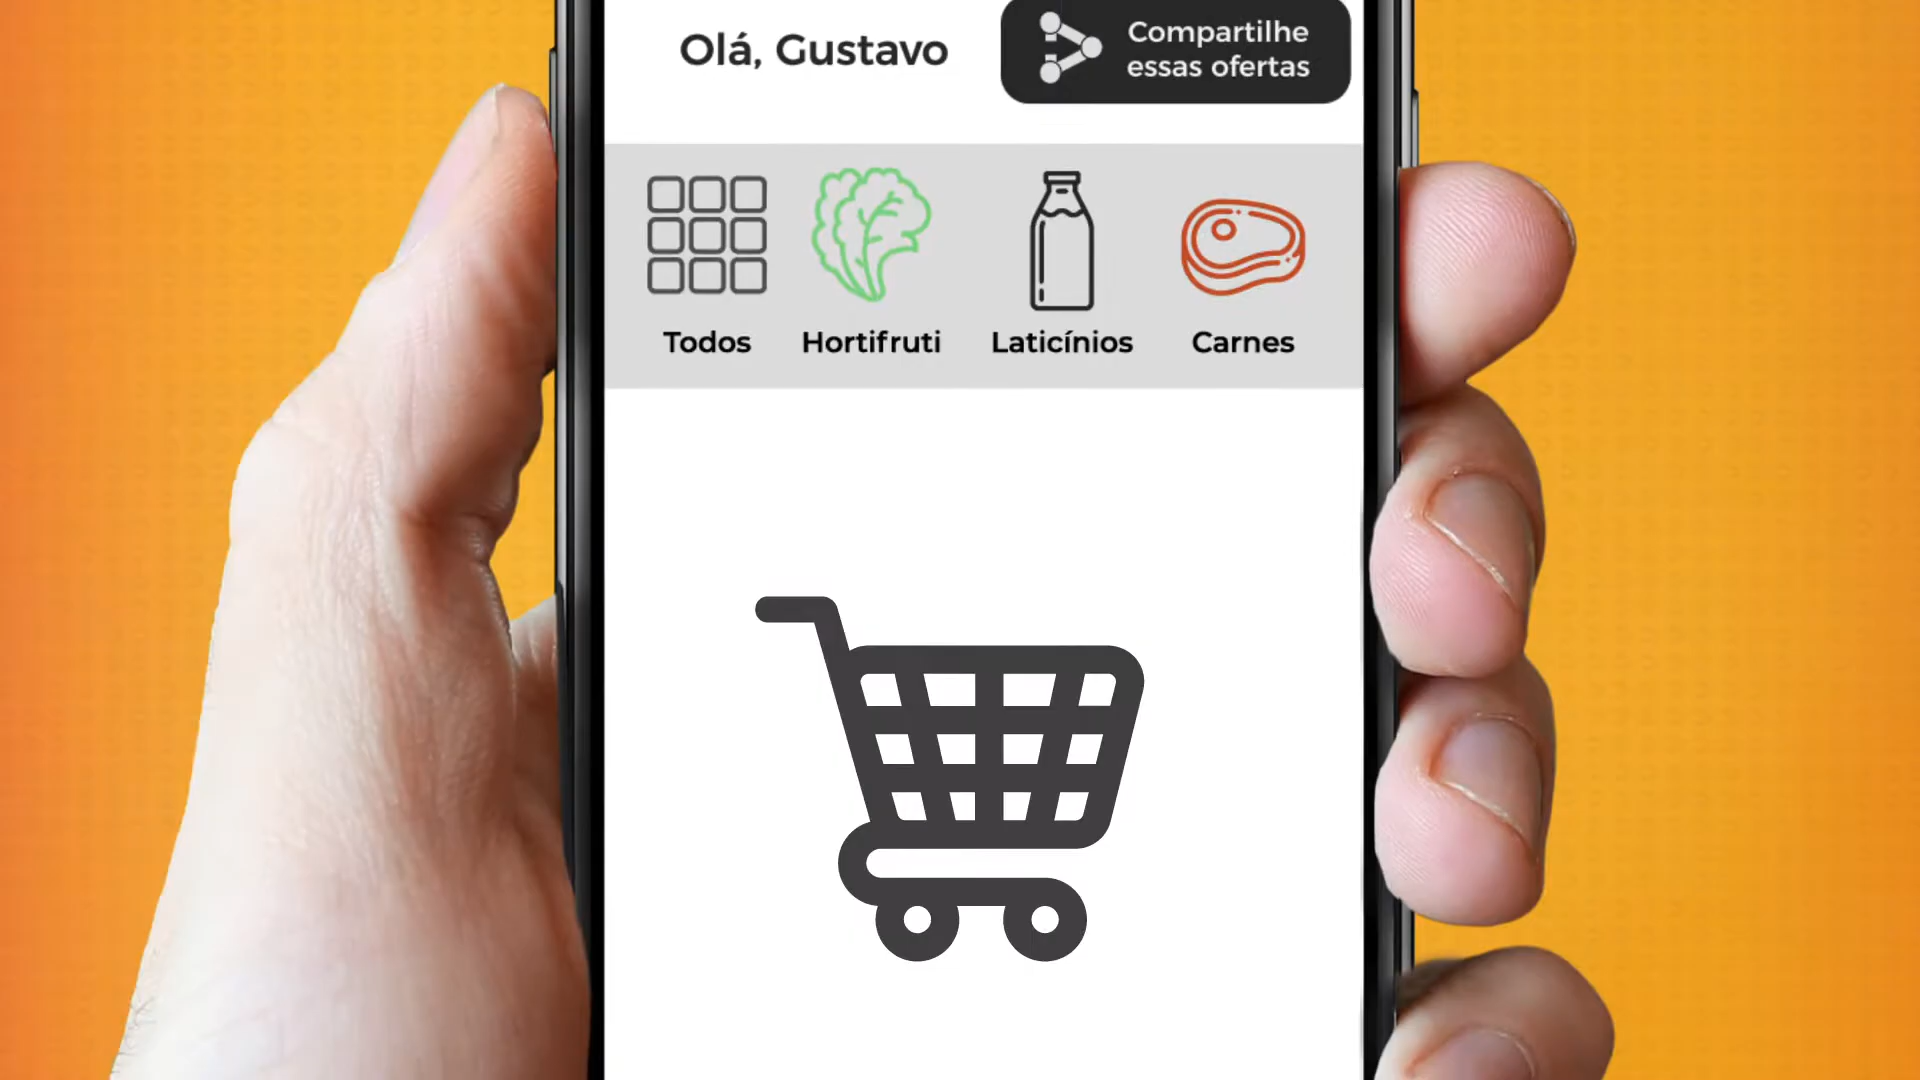 Olá, Gustavo
Compartilhe
essas ofertas
Todos
Hortifruti
Laticínios
Carnes